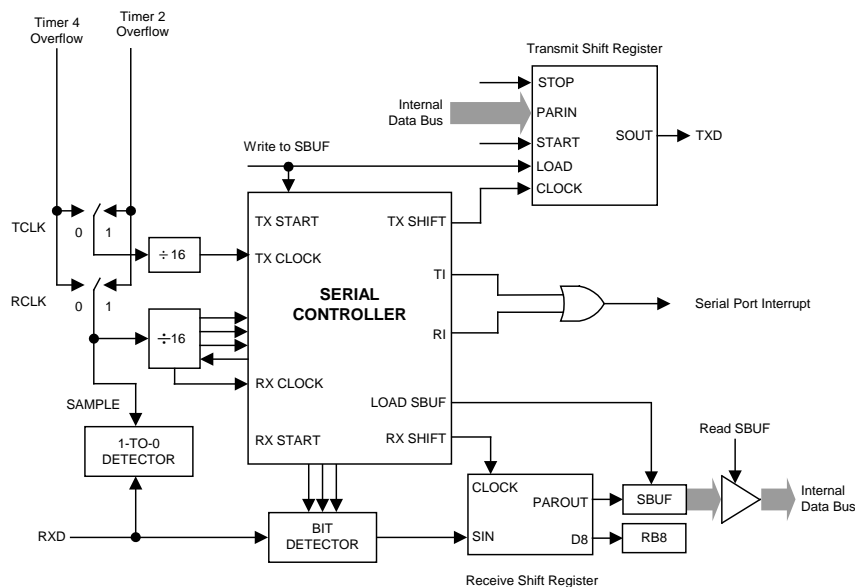 Timer 4
Overflow
Timer 2
Overflow
Transmit Shift Register
STOP
Internal
Data Bus
PARIN
START
SOUT
TXD
Write to SBUF
LOAD
CLOCK
TX START
TX SHIFT
TCLK
0
1
÷16
TX CLOCK
TI
RCLK
0
1
SERIAL
CONTROLLER
Serial Port Interrupt
÷16
RI
RX CLOCK
SAMPLE
LOAD SBUF
1-TO-0
DETECTOR
RX START
RX SHIFT
Read SBUF
CLOCK
PAROUT
SBUF
Internal
Data Bus
RXD
BIT
DETECTOR
SIN
D8
RB8
Receive Shift Register